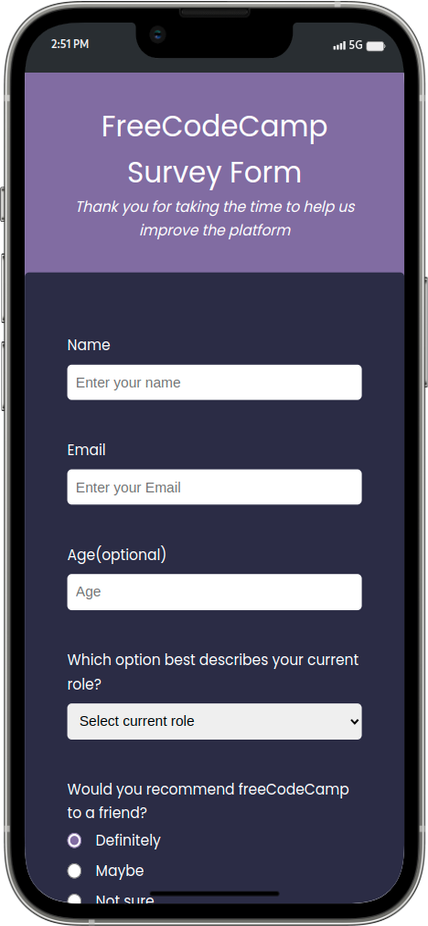 2:51 PM
5G
FreeCodeCamp
Survey Form
Thank you for taking the time to help us
improve the platform
Name
Enter your name
Email
Enter your Email
Age(optional)
Age
Which option best describes your current
role?
Select current role
Would you recommend freeCodeCamp
to a friend?
Definitely
Maybe
Not sure